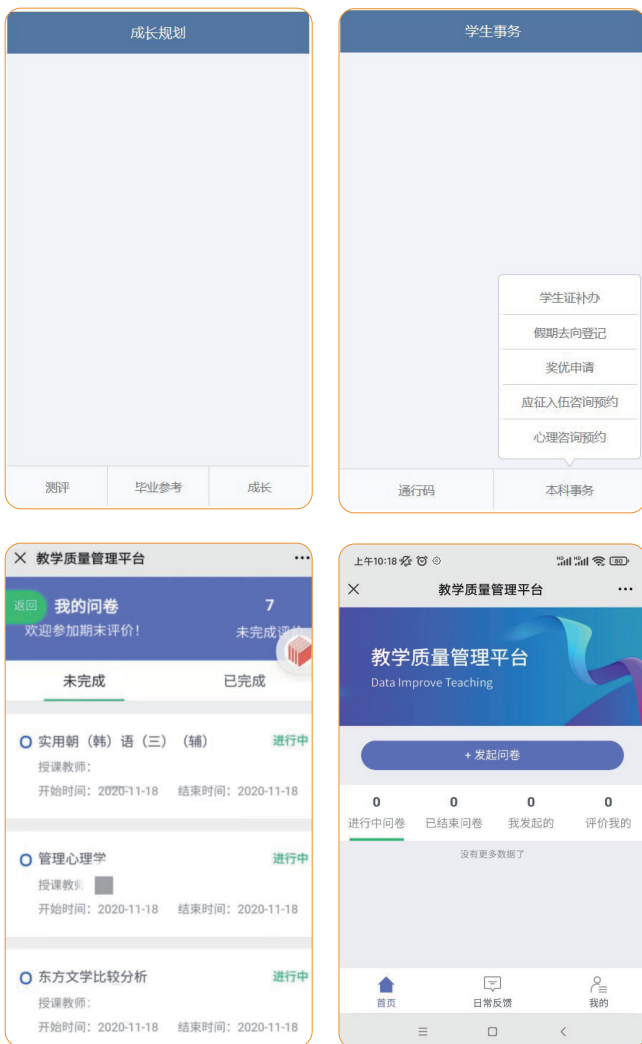 成长规划
测评 毕业参考 成长
学生事务
学生证补办
假期去向登记
奖优申请
应征入伍咨询预约
心理咨询预约
通行码 本科事务
教学质量管理平台
返回 我的问卷 7
欢迎参加期末评价! 未完成评价
未完成 已完成
实用朝(韩)语(三)(辅) 进行中
授课教师:
开始时间:2020-11-18 结束时间:2020-11-18
管理心理学 进行中
授课教师
开始时间:2020-11-18 结束时间:2020-11-18
东方文学比较分析 进行中
授课教师:
开始时间:2020-11-18 结束时间:2020-11-18
上午10:18 HD HD 80
教学质量管理平台
教学质量管理平台
Data Improve Teaching
+ 发起问卷
0 0 0 0
进行中问卷 已结束问卷 我发起的 评价我的
没有更多数据了
首页 日常反馈 我的